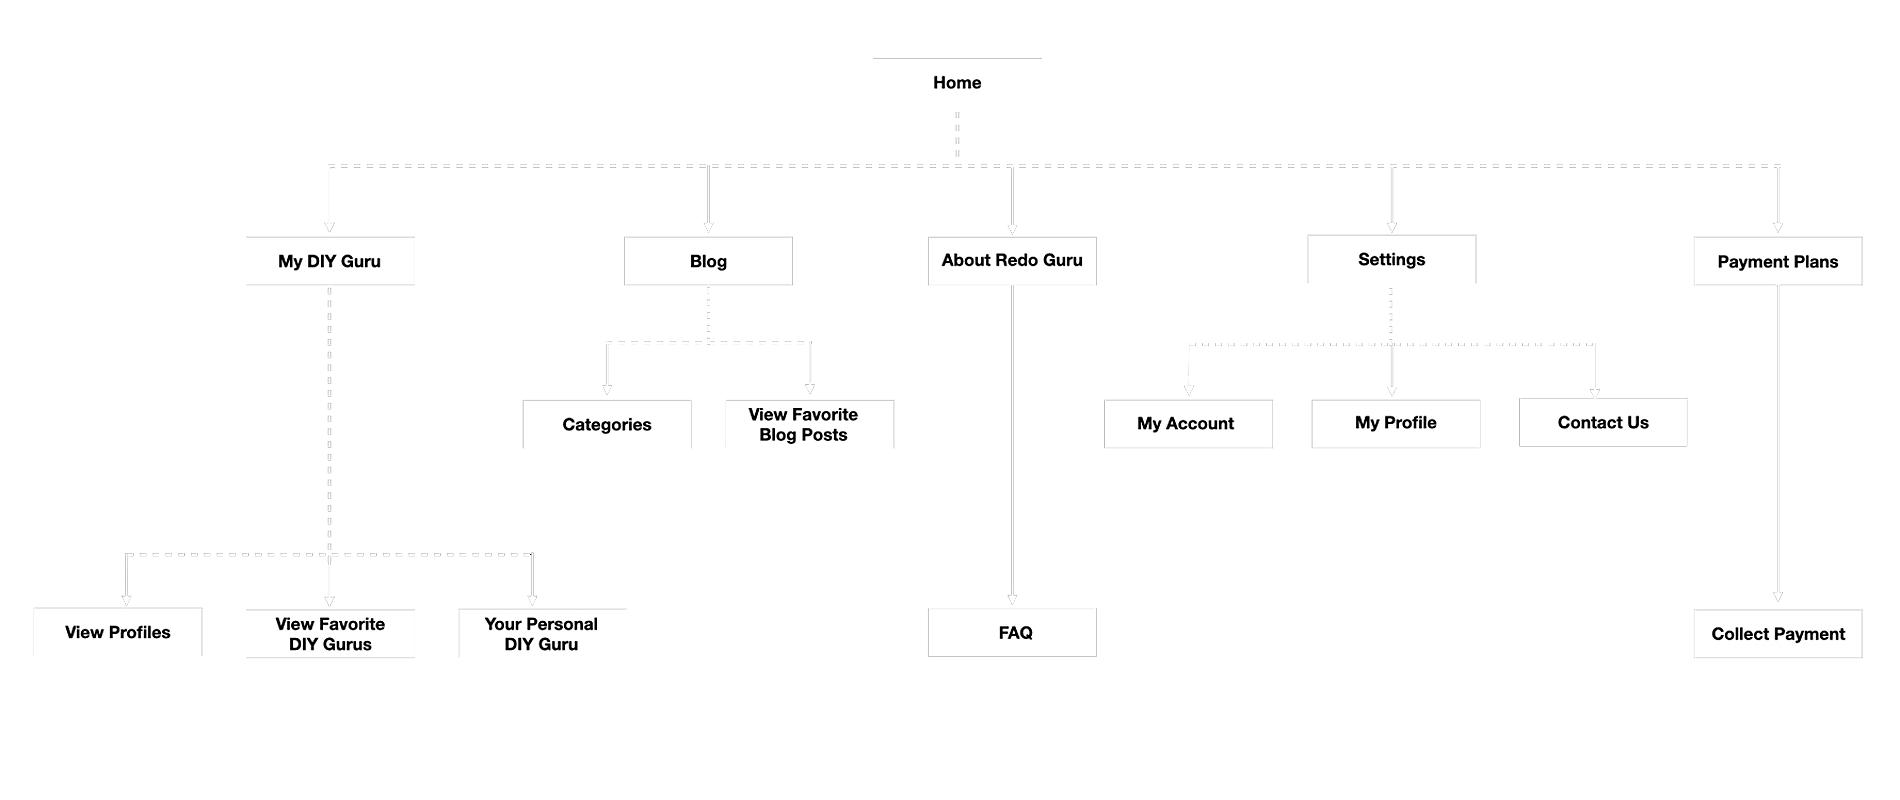 Home
My DIY Guru
Blog
About Redo Guru
Settings
Payment Plans
Categories
View Favorite
Blog Posts
My Account
My Profile
Contact Us
View Profiles
View Favorite
DIY Gurus
Your Personal
DIY Guru
FAQ
Collect Payment